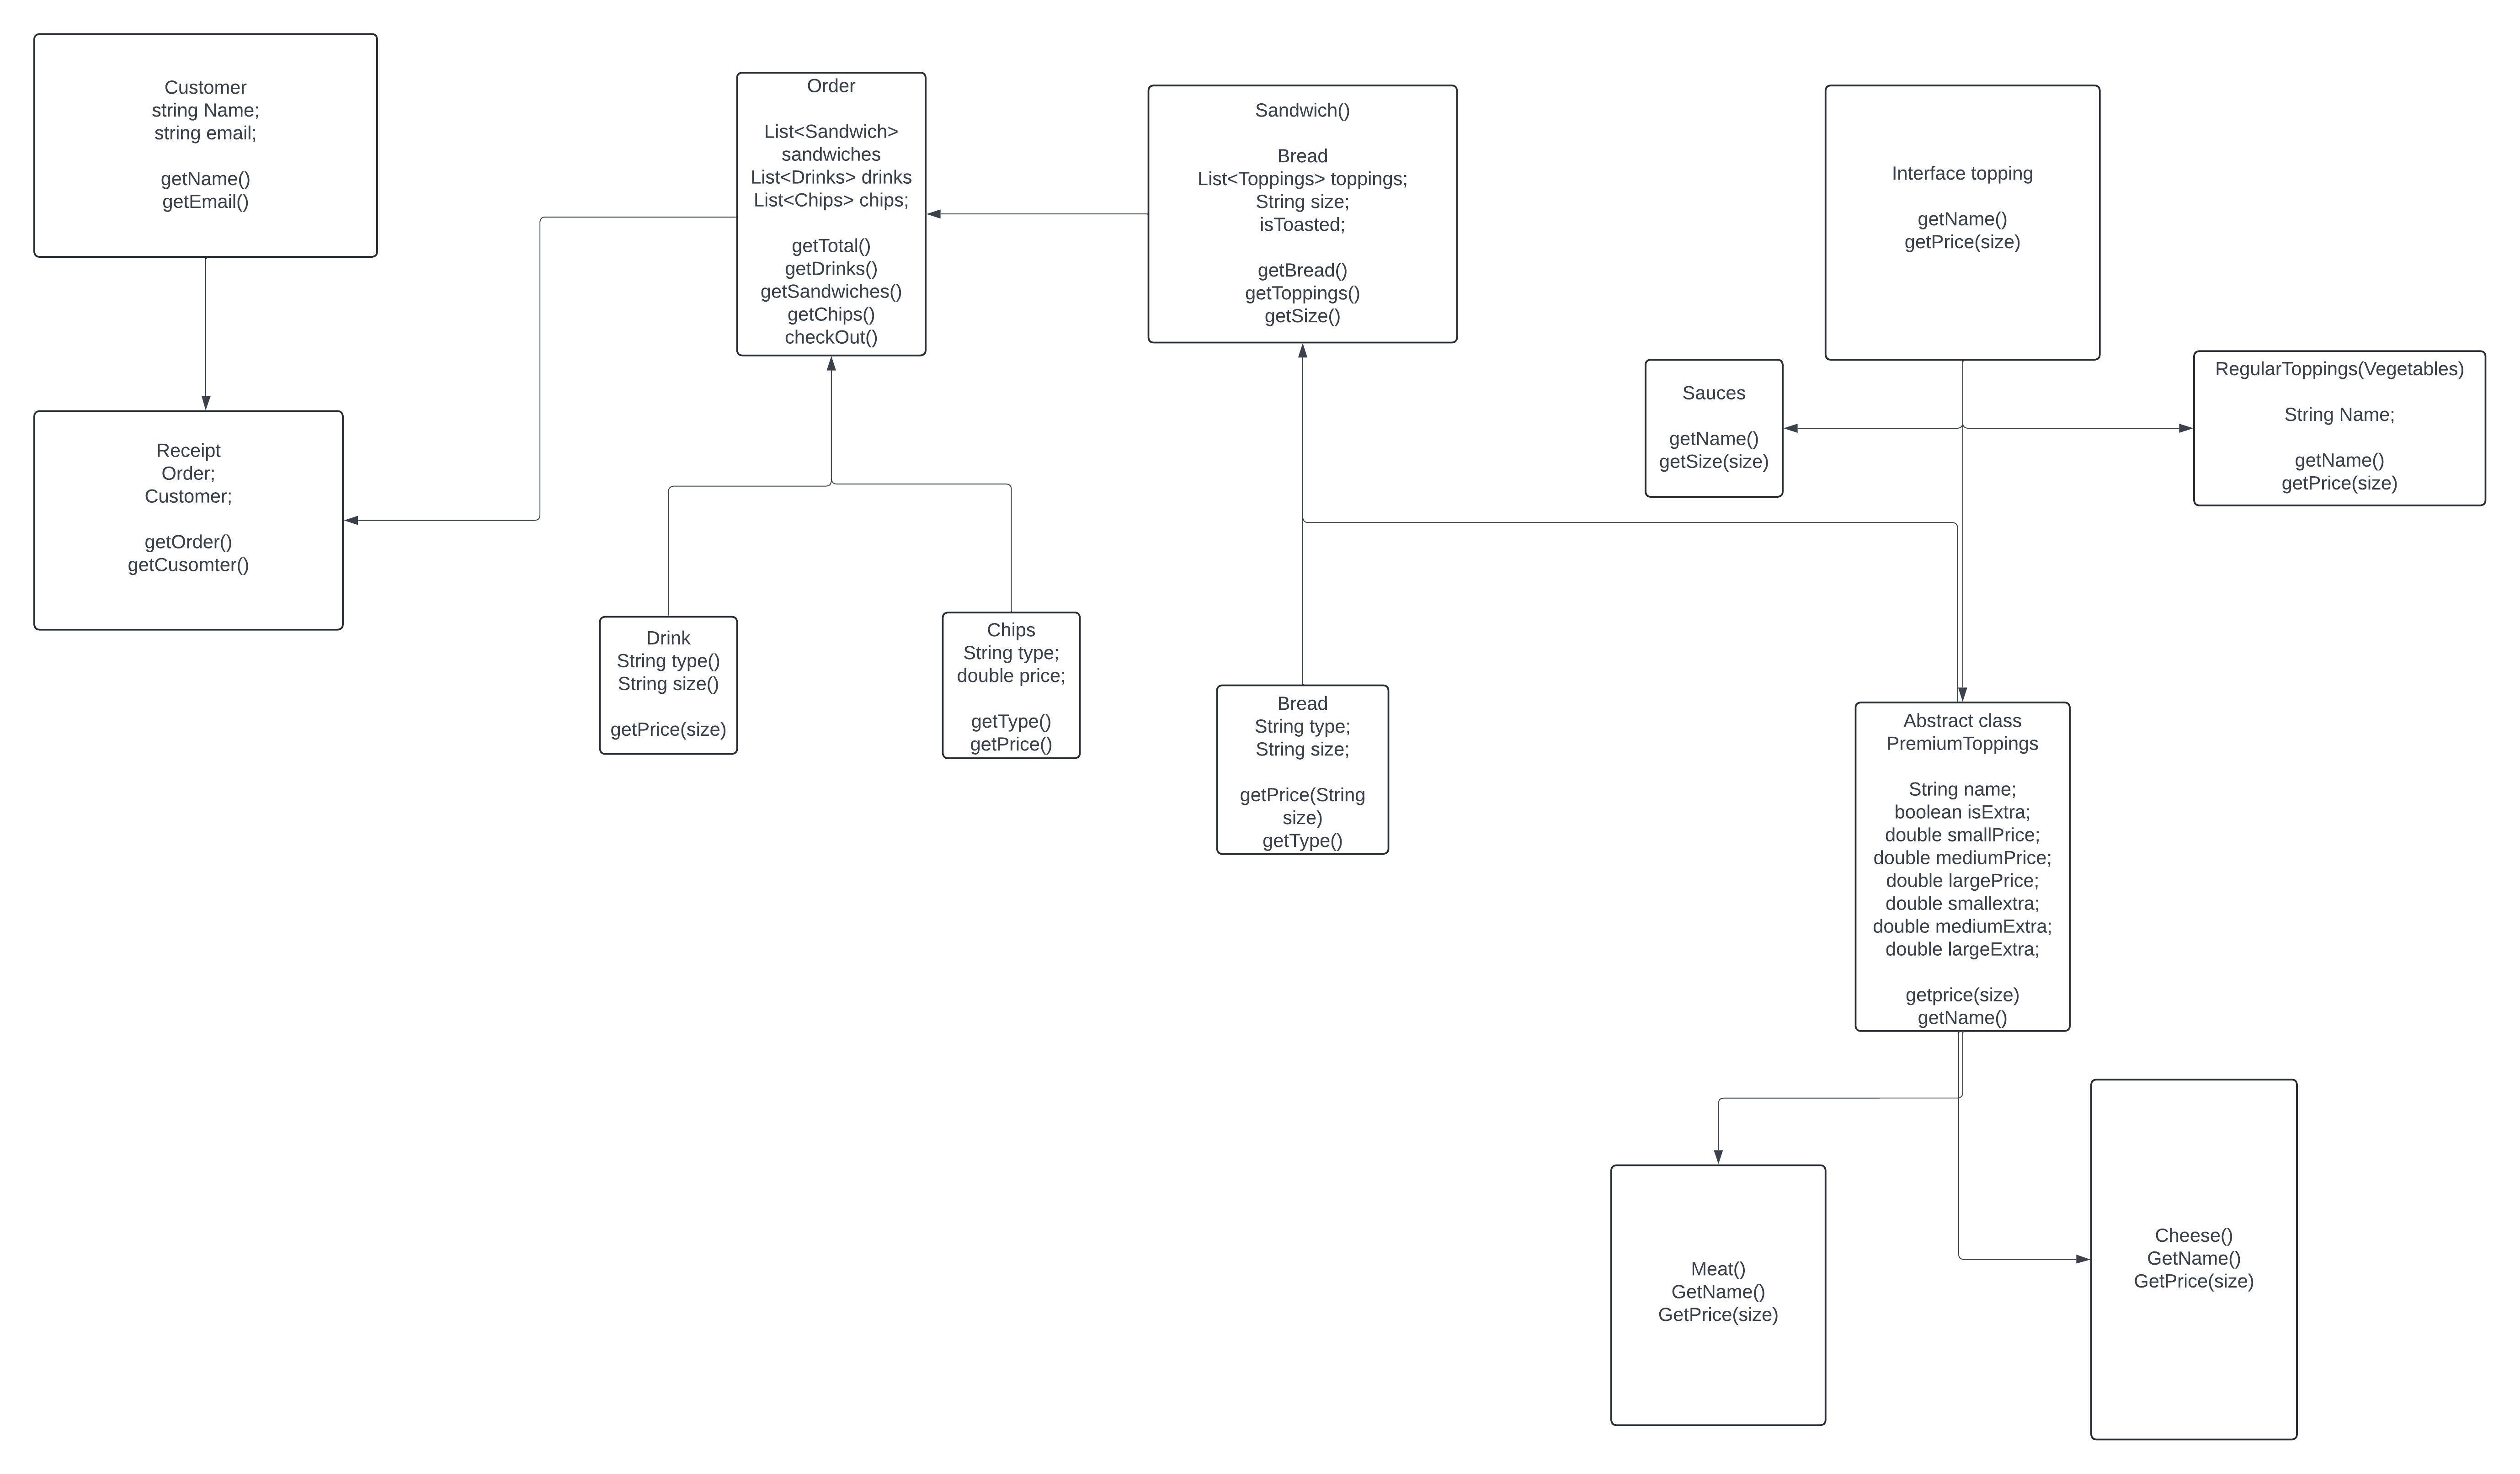 Customer
string Name;
string email;
getName()
getEmail()
Order
List<Sandwich>
sandwiches
List<Drinks> drinks
List<Chips> chips;
getTotal()
getDrinks()
getSandwiches()
getChips()
checkOut()
Sandwich()
Bread
List<Toppings> toppings;
String size;
isToasted;
getBread()
getToppings()
getSize()
Interface topping
getName()
getPrice(size)
Sauces
getName()
getSize(size)
RegularToppings(Vegetables)
String Name;
getName()
getPrice(size)
Receipt
Order;
Customer;
getOrder()
getCusomter()
Drink
String type()
String size()
getPrice(size)
Chips
String type;
double price;
getType()
getPrice()
Bread
String type;
String size;
getPrice(String
size)
getType()
Abstract class
PremiumToppings
String name;
boolean isExtra;
double smallPrice;
double mediumPrice;
double largePrice;
double smallextra;
double mediumExtra;
double largeExtra;
getprice(size)
getName()
Meat()
GetName()
GetPrice(size)
Cheese()
GetName()
GetPrice(size)